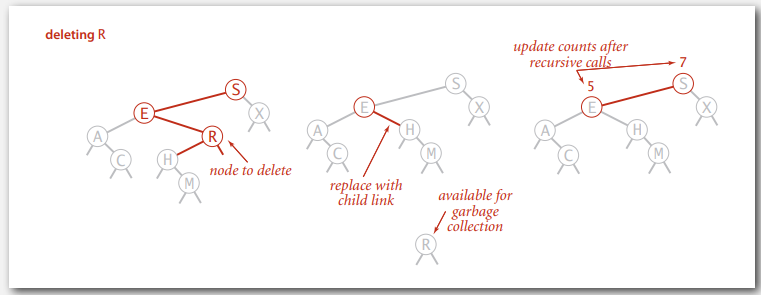 deleting R
S
E
X
A
R
C
H
M
node to delete
S
E
X
A
H
C
M
replace with
child link
available for
garbage
collection
R
update counts after
recursive calls
7
5
S
E
X
A
H
C
M